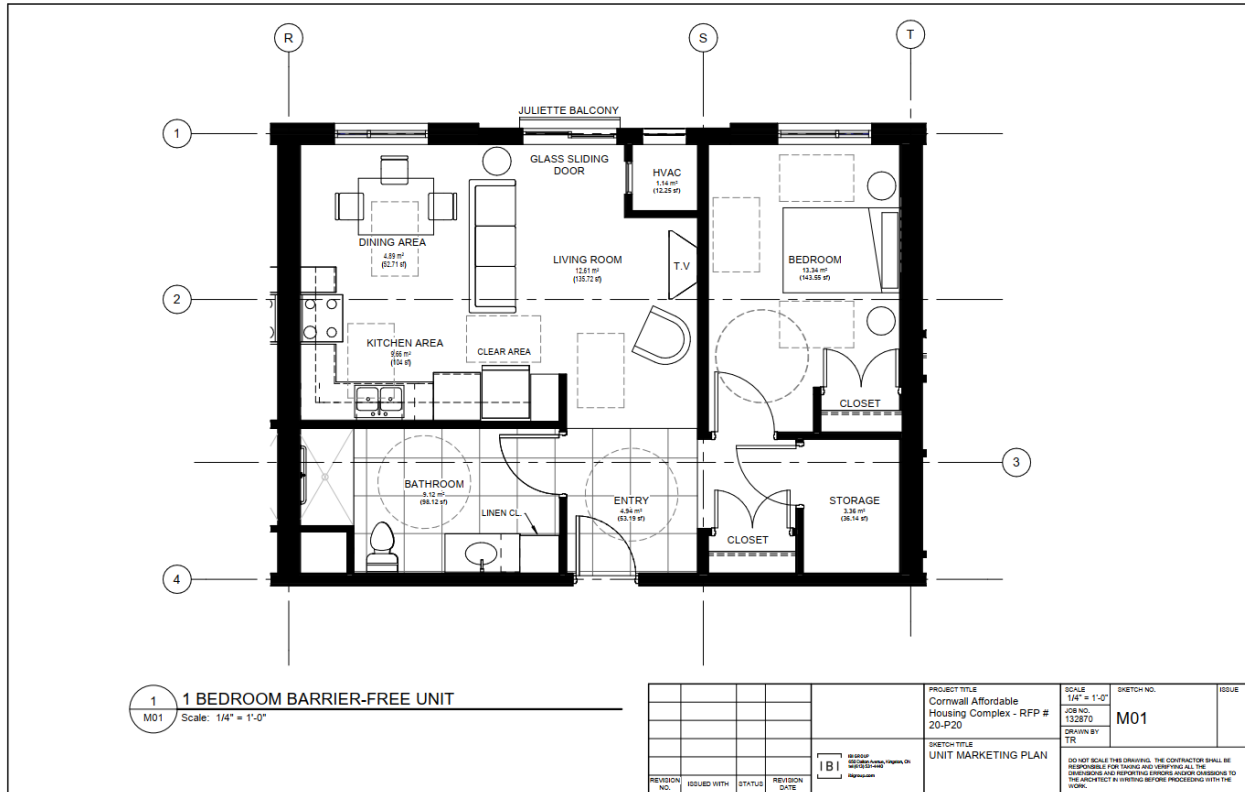 R
S
T
JULIETTE BALCONY
1
GLASS SLIDING
DOOR
HVAC
1.14 m²
(12.25 sf)
DINING AREA
4.89 m²
(52.71 sf)
LIVING ROOM
12.61 m²
(135.72 sf)
T.V
BEDROOM
13.34 m²
(143.55 sf)
2
KITCHEN AREA
9.66 m²
(104 sf)
CLEAR AREA
CLOSET
3
BATHROOM
9.12 m²
(98.12 sf)
LINEN CL.
ENTRY
4.94 m²
(53.19 sf)
STORAGE
3.36 m²
(36.14 sf)
CLOSET
4
1
M01
1 BEDROOM BARRIER-FREE UNIT
Scale: 1/4" = 1'-0"
REVISION
NO.
ISSUED WITH
STATUS
REVISION
DATE
IBI
IBI GROUP
ibigroup.com
PROJECT TITLE
Cornwall Affordable
Housing Complex - RFP #
20-P20
SKETCH TITLE
UNIT MARKETING PLAN
SCALE
1/4" = 1'-0"
JOB NO.
132870
DRAWN BY
TR
SKETCH NO.
M01
ISSUE
DO NOT SCALE THIS DRAWING. THE CONTRACTOR SHALL BE
RESPONSIBLE FOR TAKING AND VERIFYING ALL THE
DIMENSIONS AND REPORTING ERRORS AND/OR OMISSIONS TO
THE ARCHITECT IN WRITING BEFORE PROCEEDING WITH THE
WORK.